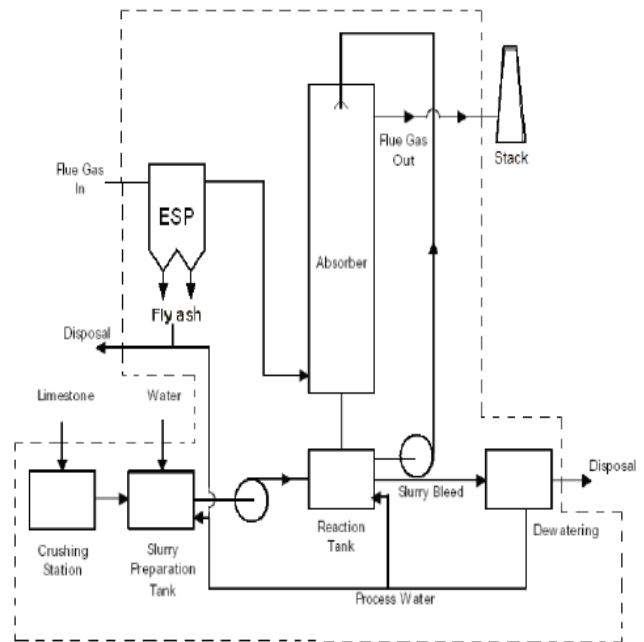 Flue Gas
In
ESP
Fly ash
Disposal
Absorber
Flue Gas
Out
Stack
Limestone
Water
Crushing
Station
Slurry
Preparation
Tank
Reaction
Tank
Slurry Bleed
Dewatering
Disposal
Process Water